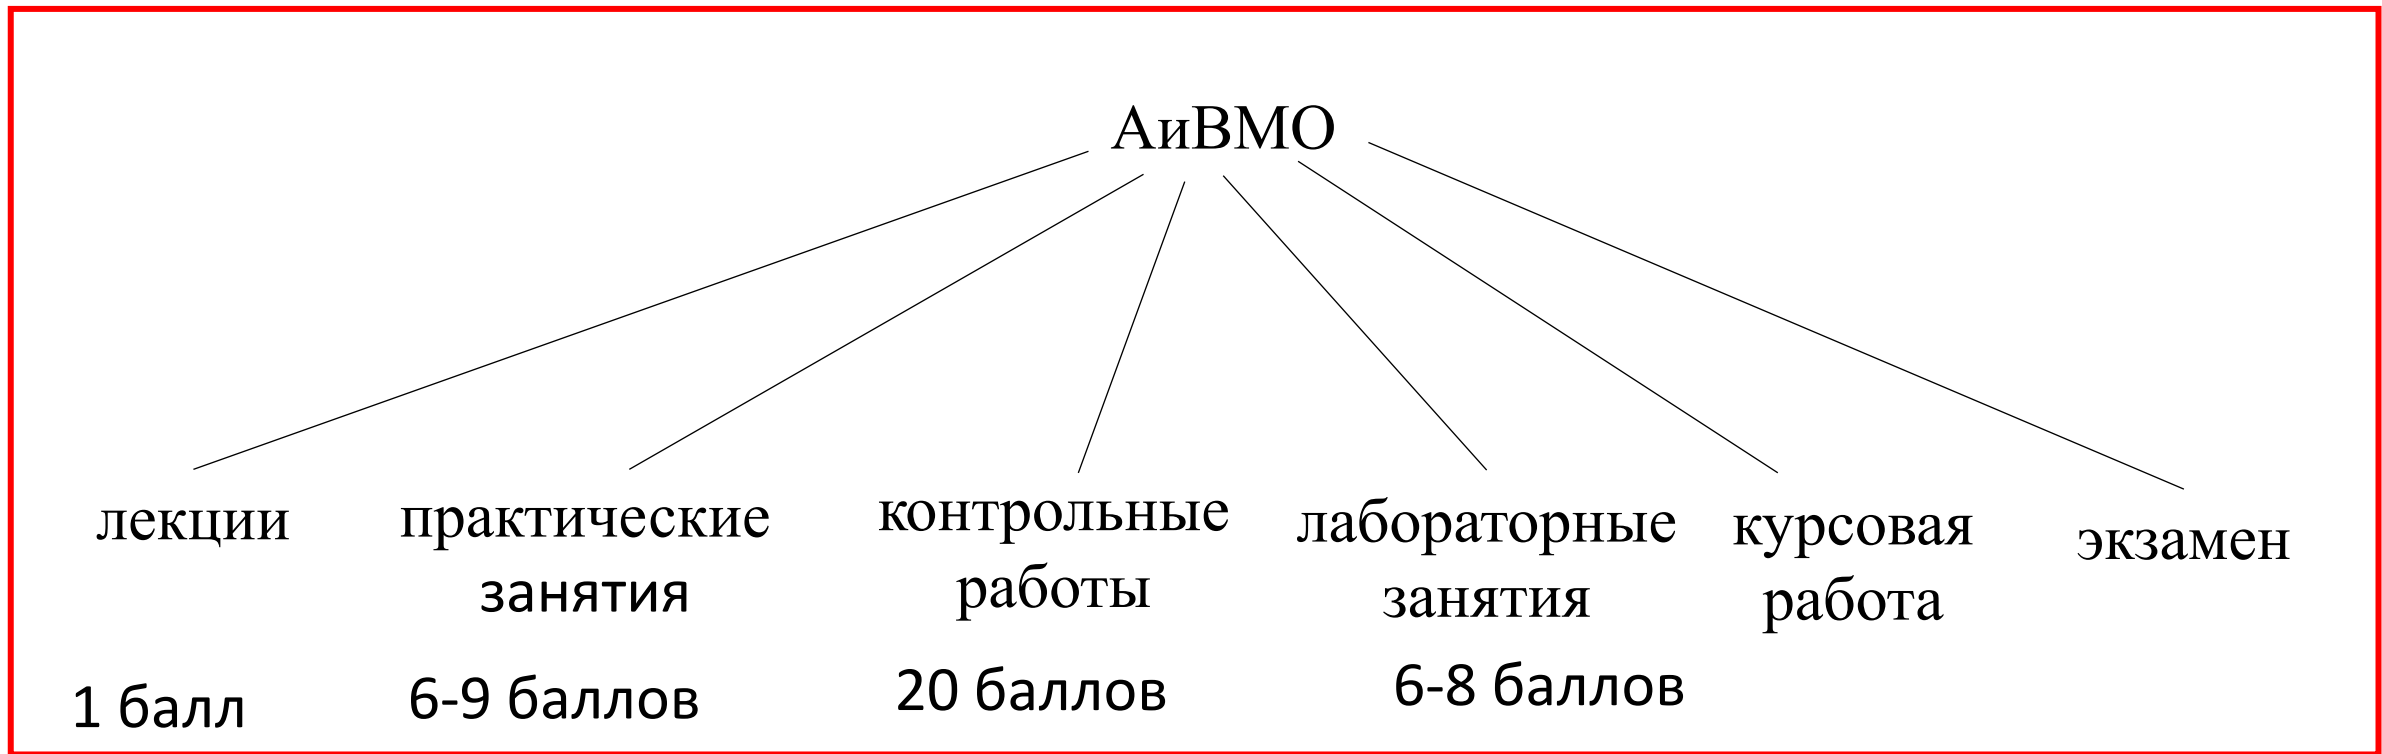 АиВМО
лекции
практические
занятия
контрольные
работы
лабораторные
занятия
курсовая
работа
экзамен
1 балл
6-9 баллов
20 баллов
6-8 баллов